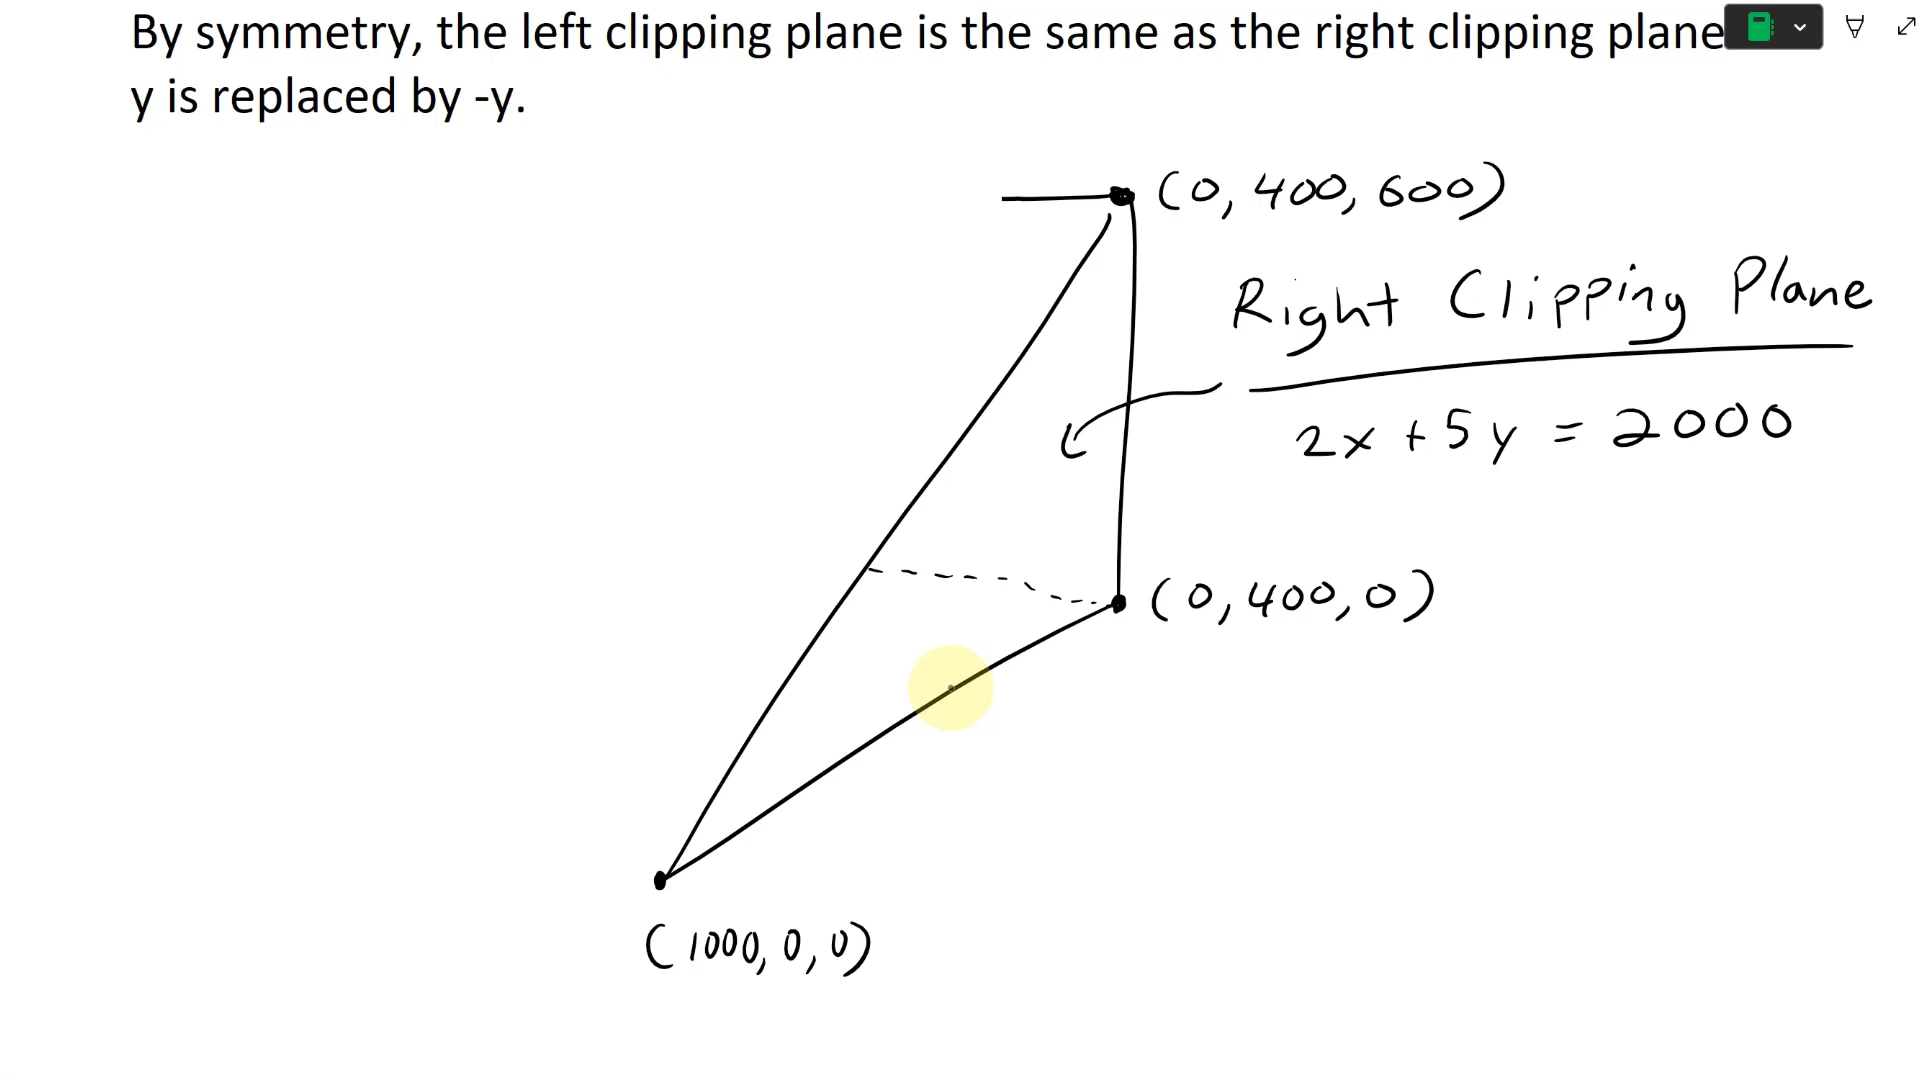 By symmetry, the left clipping plane is the same as the right clipping plane
y is replaced by -y.
(0, 400, 600)
Right Clipping Plane
2x + 5y = 2000
(0, 400, 0)
(1000, 0, 0)